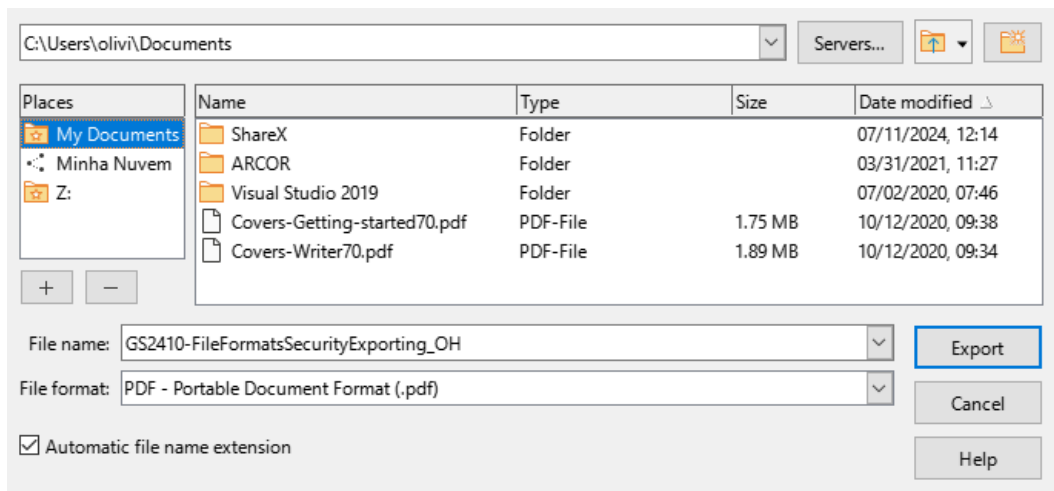 C:\Users\olivi\Documents Servers...
Places Name Type Size Date modified
My Documents ShareX Folder 07/11/2024, 12:14
Minha Nuvem ARCOR Folder 03/31/2021, 11:27
Z: Visual Studio 2019 Folder 07/02/2020, 07:46
Covers-Getting-started70.pdf PDF-File 1.75 MB 10/12/2020, 09:38
Covers-Writer70.pdf PDF-File 1.89 MB 10/12/2020, 09:34
+ −
File name: GS2410-FileFormatsSecurityExporting_OH Export
File format: PDF - Portable Document Format (.pdf)
Cancel
Automatic file name extension
Help